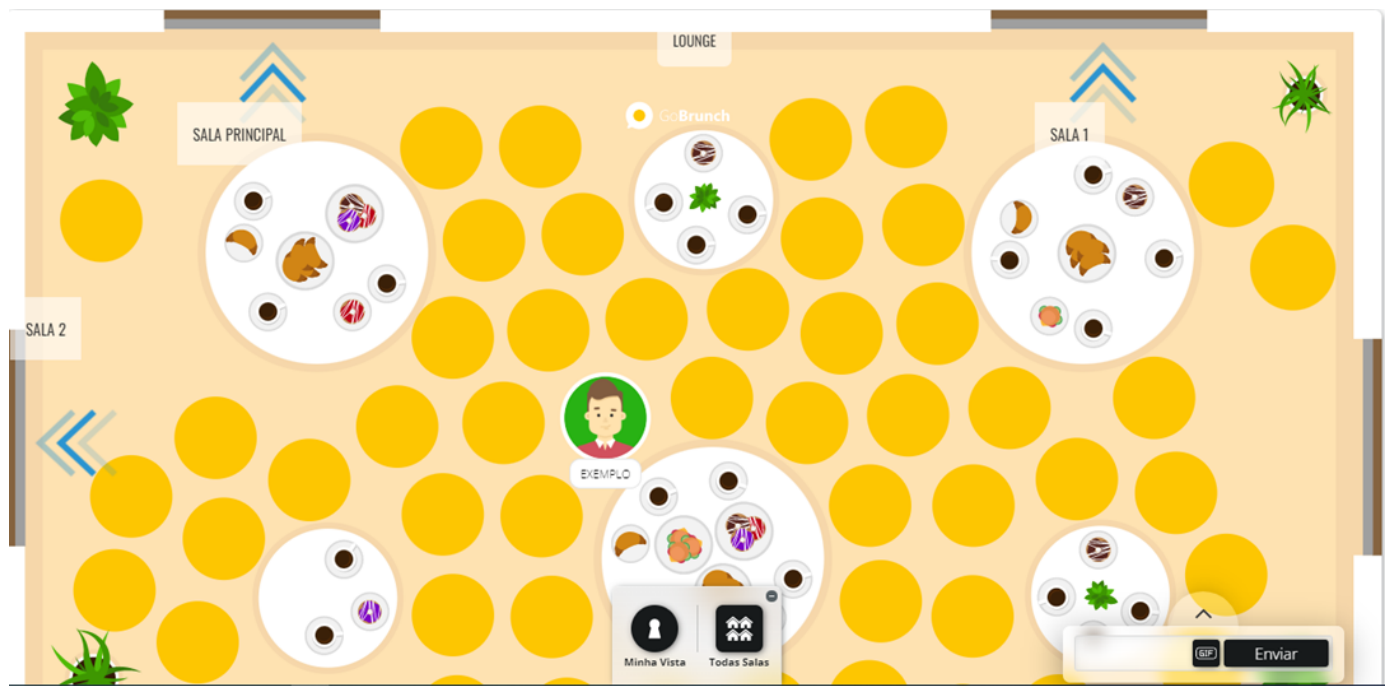 LOUNGE
GoBrunch
SALA PRINCIPAL
SALA 1
SALA 2
EXEMPLO
Minha Vista
Todas Salas
GIF
Enviar